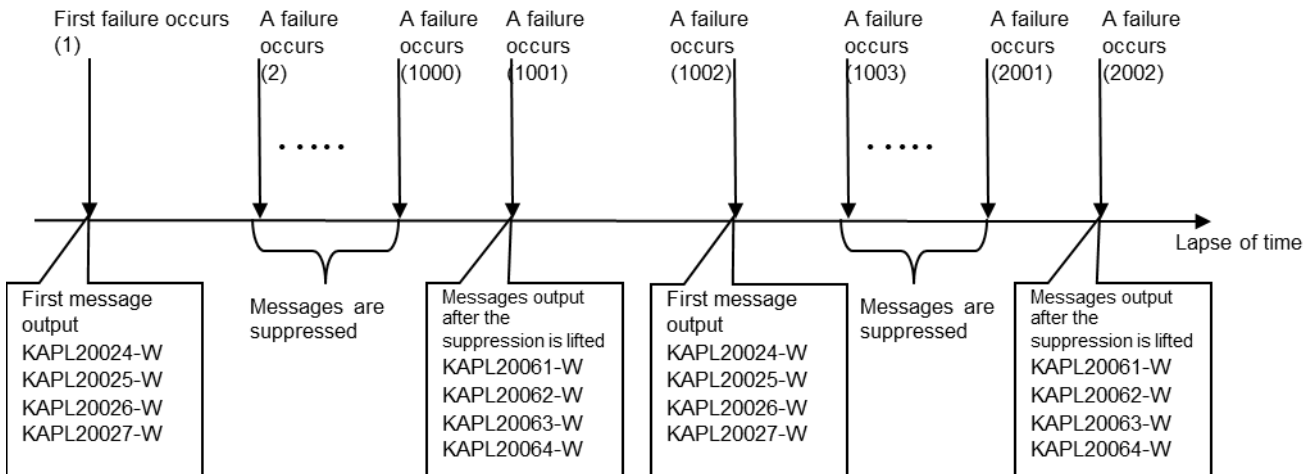 First failure occurs
(1)
A failure
occurs
(2)
A failure
occurs
(1000)
A failure
occurs
(1001)
A failure
occurs
(1002)
A failure
occurs
(1003)
A failure
occurs
(2001)
A failure
occurs
(2002)
.....
.....
Lapse of time
First message
output
KAPL20024-W
KAPL20025-W
KAPL20026-W
KAPL20027-W
Messages are
suppressed
Messages output
after the
suppression is lifted
KAPL20061-W
KAPL20062-W
KAPL20063-W
KAPL20064-W
First message
output
KAPL20024-W
KAPL20025-W
KAPL20026-W
KAPL20027-W
Messages are
suppressed
Messages output
after the
suppression is lifted
KAPL20061-W
KAPL20062-W
KAPL20063-W
KAPL20064-W